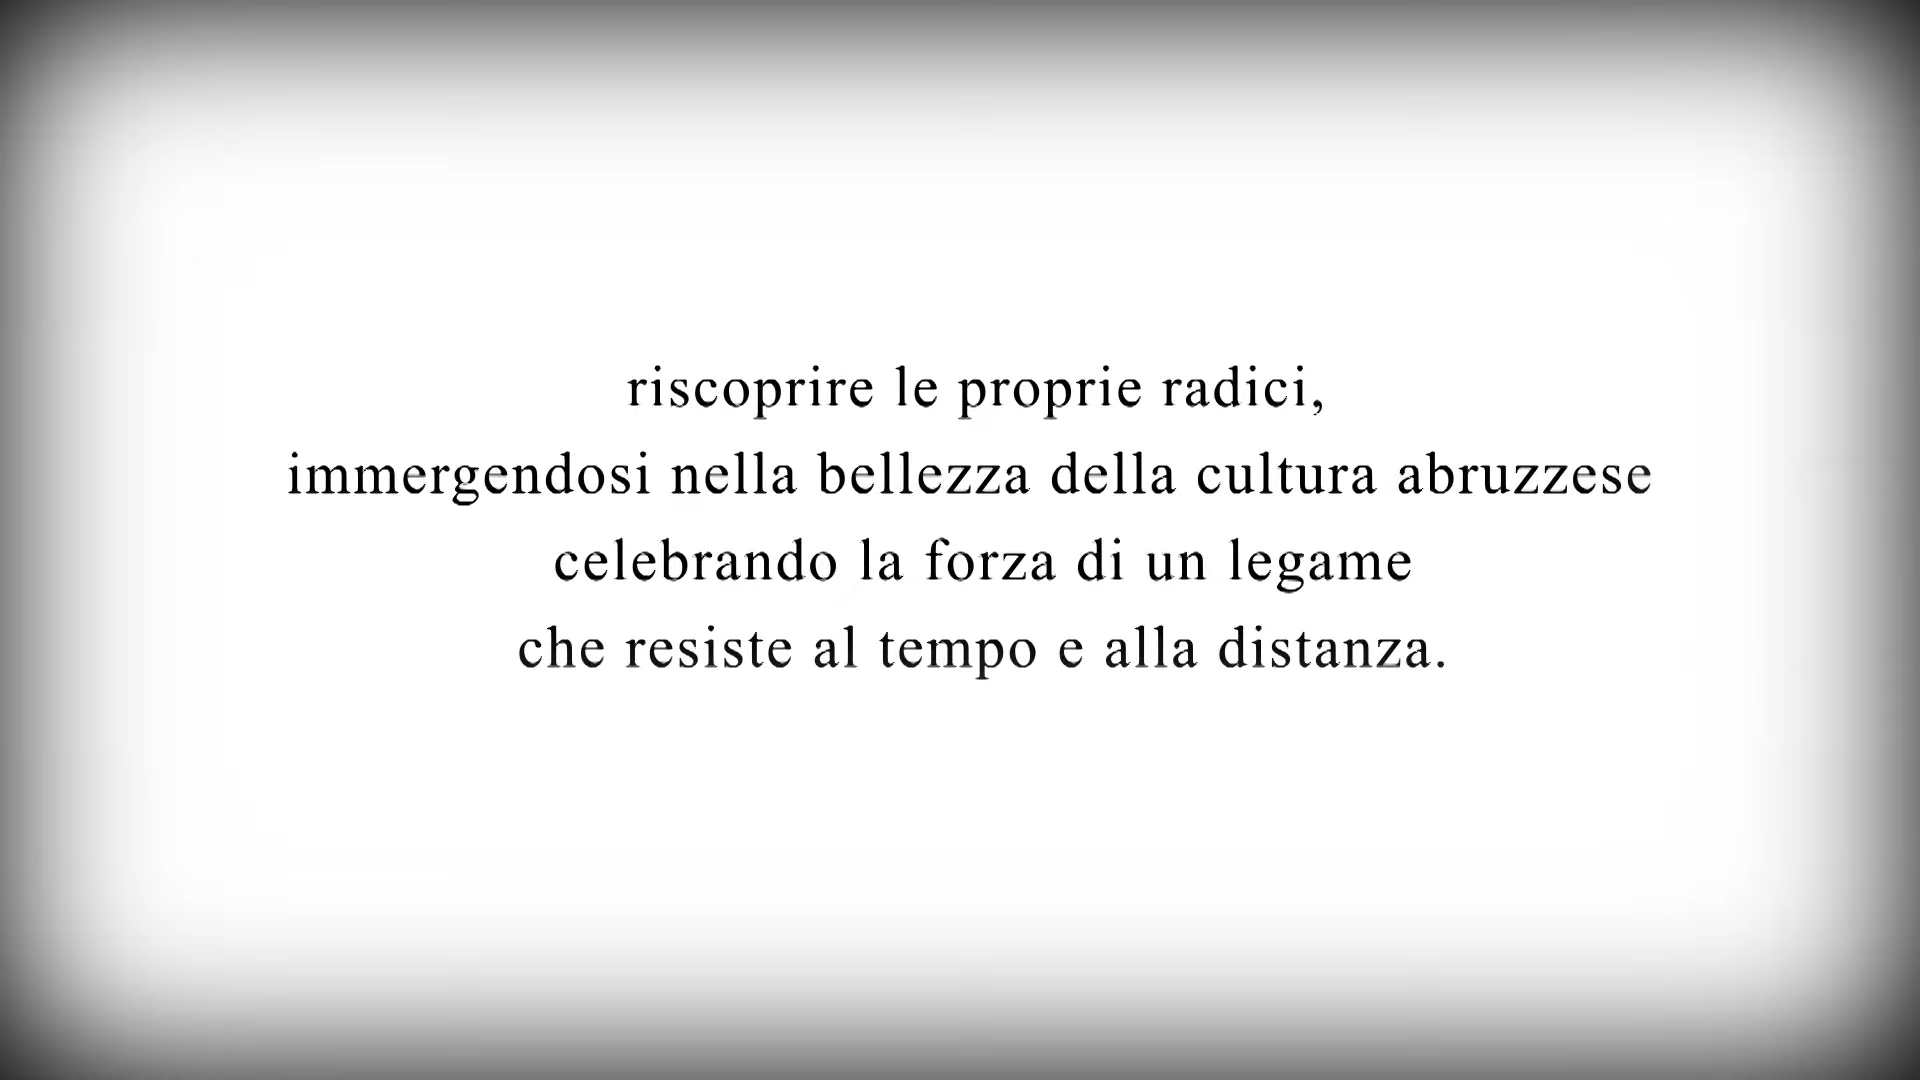 riscoprire le proprie radici,
immergendosi nella bellezza della cultura abruzzese
celebrando la forza di un legame
che resiste al tempo e alla distanza.